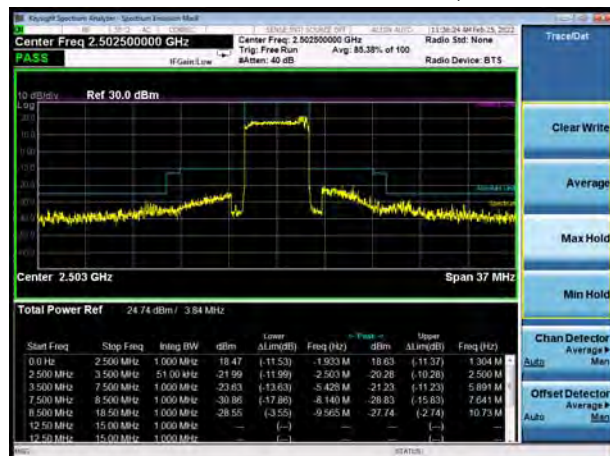 Keysight Spectrum Analyzer - Spectrum Emission Mask
Center Freq 2.502500000 GHz
PASS
IFGain:Low
Center Freq: 2.502500000 GHz
Trig: Free Run Avg: 85.38% of 100
#Atten: 40 dB
11:36:24 AM Feb 25, 2022
Radio Std: None
Radio Device: BTS
Trace/Det
10 dB/div Ref 30.0 dBm
Log
Center 2.503 GHz Span 37 MHz
Clear Write
Average
Max Hold
Min Hold
Chan Detector
Average
Auto Man
Offset Detector
Average
Auto Man
Total Power Ref 24.74 dBm / 3.84 MHz
Lower <- Peak -> Upper
Start Freq Stop Freq Integ BW dBm ΔLim(dB) Freq (Hz) dBm ΔLim(dB) Freq (Hz)
0.0 Hz 2.500 MHz 1.000 MHz 18.47 (-11.53) -1.933 M 18.63 (-11.37) 1.304 M
2.500 MHz 3.500 MHz 51.00 kHz -21.99 (-11.99) -2.503 M -20.28 (-10.28) 2.500 M
3.500 MHz 7.500 MHz 1.000 MHz -23.63 (-13.63) -5.428 M -21.23 (-11.23) 5.891 M
7.500 MHz 8.500 MHz 1.000 MHz -30.86 (-17.86) -8.140 M -28.83 (-15.83) 7.641 M
8.500 MHz 18.50 MHz 1.000 MHz -28.55 (-3.55) -9.565 M -27.74 (-2.74) 10.73 M
12.50 MHz 15.00 MHz 1.000 MHz --- (---) --- --- (---) ---
12.50 MHz 15.00 MHz 1.000 MHz --- (---) --- --- (---) ---
MSG STATUS